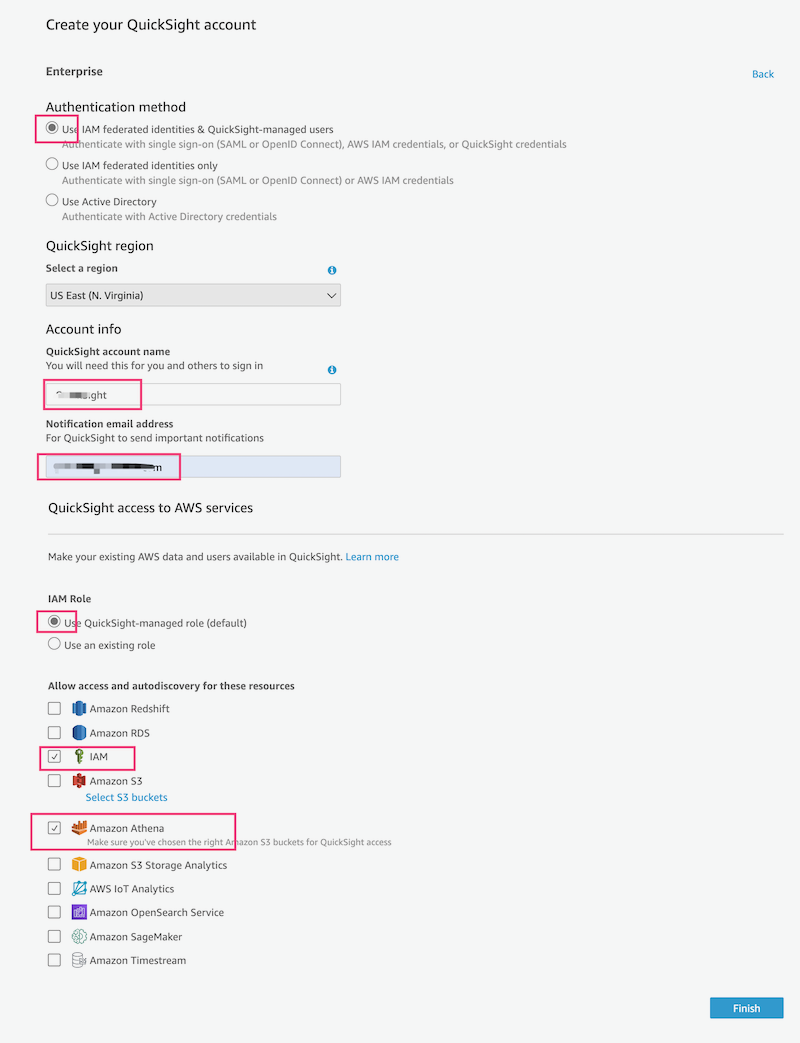 Create your QuickSight account
Enterprise
Back
Authentication method
Use IAM federated identities & QuickSight-managed users
Authenticate with single sign-on (SAML or OpenID Connect), AWS IAM credentials, or QuickSight credentials
Use IAM federated identities only
Authenticate with single sign-on (SAML or OpenID Connect) or AWS IAM credentials
Use Active Directory
Authenticate with Active Directory credentials
QuickSight region
Select a region
US East (N. Virginia)
Account info
QuickSight account name
You will need this for you and others to sign in
Notification email address
For QuickSight to send important notifications
QuickSight access to AWS services
Make your existing AWS data and users available in QuickSight. Learn more
IAM Role
Use QuickSight-managed role (default)
Use an existing role
Allow access and autodiscovery for these resources
Amazon Redshift
Amazon RDS
IAM
Amazon S3
Select S3 buckets
Amazon Athena
Make sure you've chosen the right Amazon S3 buckets for QuickSight access
Amazon S3 Storage Analytics
AWS IoT Analytics
Amazon OpenSearch Service
Amazon SageMaker
Amazon Timestream
Finish